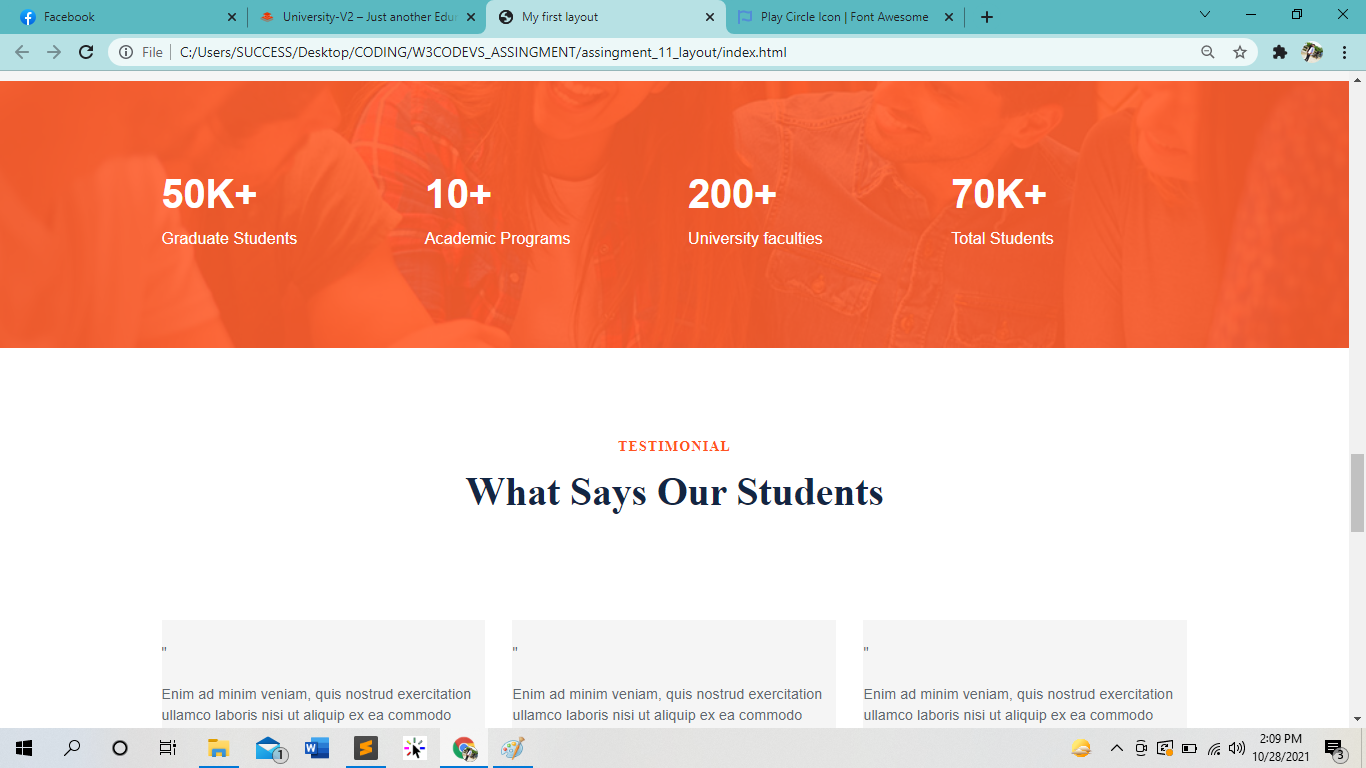 Facebook
University-V2 – Just another Edu
My first layout
Play Circle Icon | Font Awesome
File
C:/Users/SUCCESS/Desktop/CODING/W3CODEVS_ASSINGMENT/assingment_11_layout/index.html
50K+ 10+ 200+ 70K+
Graduate Students Academic Programs University faculties Total Students
TESTIMONIAL
What Says Our Students
" " "
Enim ad minim veniam, quis nostrud exercitation Enim ad minim veniam, quis nostrud exercitation Enim ad minim veniam, quis nostrud exercitation
ullamco laboris nisi ut aliquip ex ea commodo ullamco laboris nisi ut aliquip ex ea commodo ullamco laboris nisi ut aliquip ex ea commodo
1
2:09 PM
10/28/2021
3